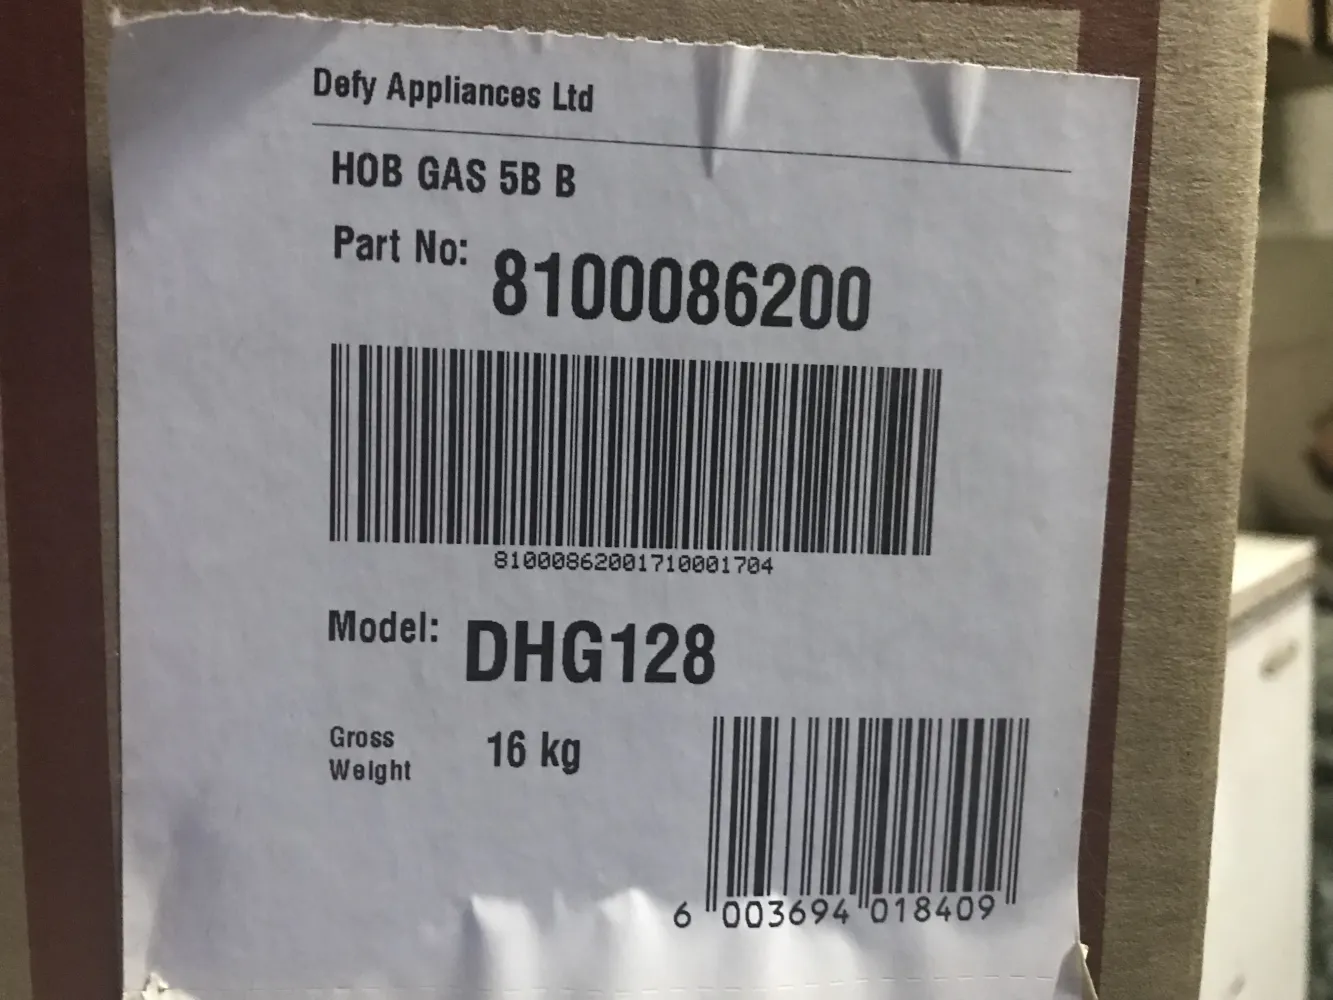 Defy Appliances Ltd
HOB GAS 5B B
Part No: 8100086200
81000862001710001704
Model: DHG128
Gross Weight 16 kg
6 003694 018409